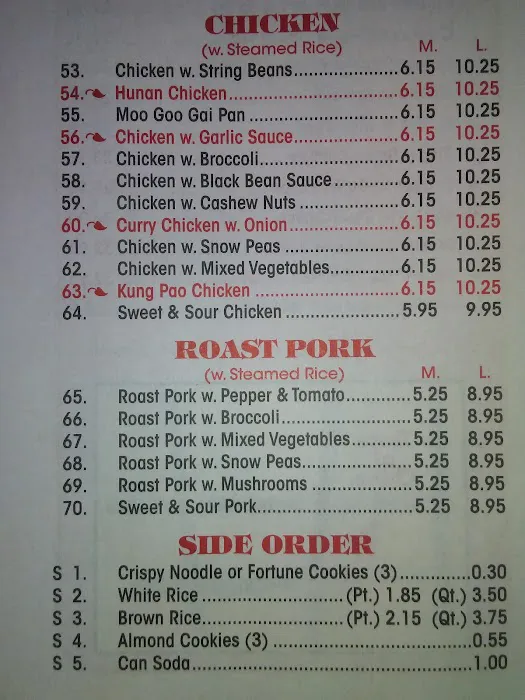 CHICKEN
(w. Steamed Rice) M. L.
53. Chicken w. String Beans.....................6.15 10.25
54. Hunan Chicken.................................6.15 10.25
55. Moo Goo Gai Pan ............................6.15 10.25
56. Chicken w. Garlic Sauce.....................6.15 10.25
57. Chicken w. Broccoli...........................6.15 10.25
58. Chicken w. Black Bean Sauce.............6.15 10.25
59. Chicken w. Cashew Nuts ...................6.15 10.25
60. Curry Chicken w. Onion......................6.15 10.25
61. Chicken w. Snow Peas ......................6.15 10.25
62. Chicken w. Mixed Vegetables..............6.15 10.25
63. Kung Pao Chicken ............................6.15 10.25
64. Sweet & Sour Chicken ......................5.95 9.95
ROAST PORK
(w. Steamed Rice) M. L.
65. Roast Pork w. Pepper & Tomato.............5.25 8.95
66. Roast Pork w. Broccoli..........................5.25 8.95
67. Roast Pork w. Mixed Vegetables............5.25 8.95
68. Roast Pork w. Snow Peas......................5.25 8.95
69. Roast Pork w. Mushrooms ....................5.25 8.95
70. Sweet & Sour Pork...............................5.25 8.95
SIDE ORDER
S 1. Crispy Noodle or Fortune Cookies (3)..............0.30
S 2. White Rice .............................(Pt.) 1.85 (Qt.) 3.50
S 3. Brown Rice.............................(Pt.) 2.15 (Qt.) 3.75
S 4. Almond Cookies (3) ........................................0.55
S 5. Can Soda.........................................................1.00